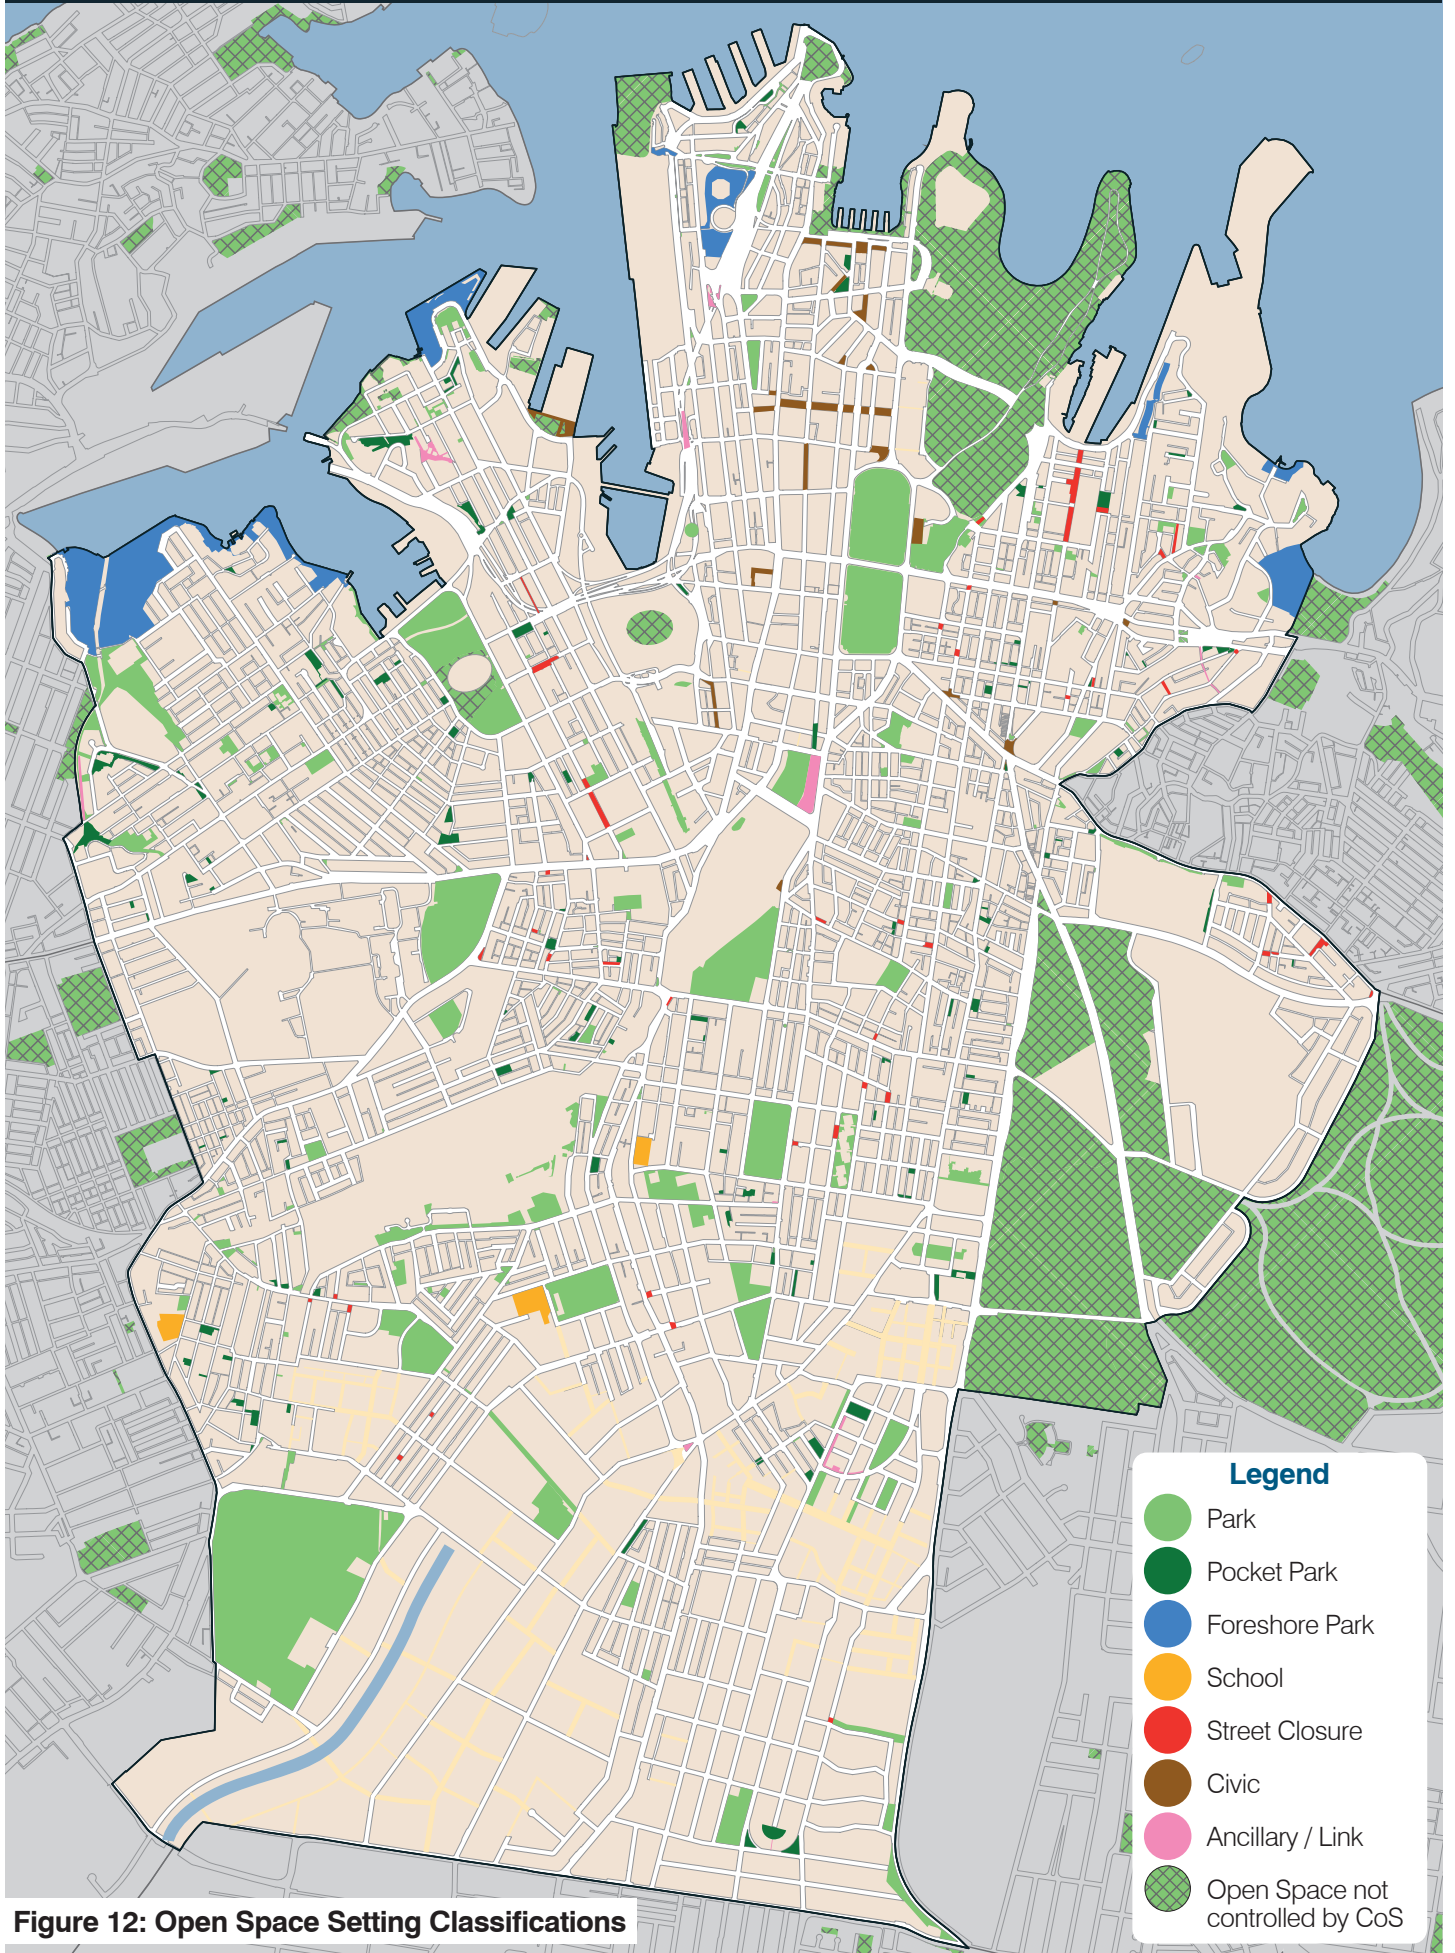 Legend
Park
Pocket Park
Foreshore Park
School
Street Closure
Civic
Ancillary / Link
Open Space not
controlled by CoS
Figure 12: Open Space Setting Classifications